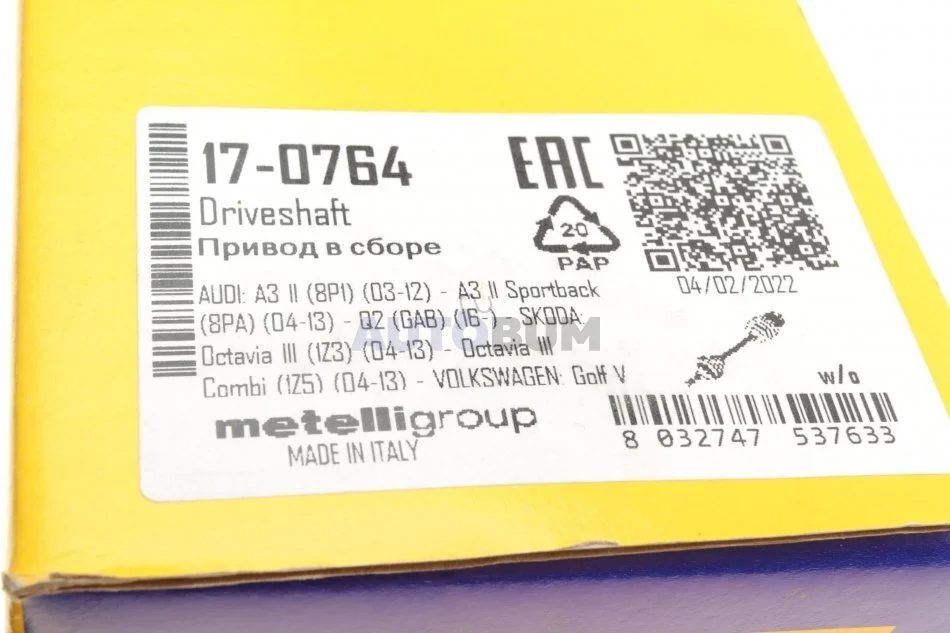 17-0764
EAC
Driveshaft
Привод в сборе
20
PAP
04/02/2022
AUDI: A3 II (8P1) (03-12) - A3 II Sportback
(8PA) (04-13) - Q2 (GAB) (16-) - SKODA:
Octavia III (1Z3) (04-13) - Octavia III
Combi (1Z5) (04-13) - VOLKSWAGEN: Golf V
AUTOBUM
w/o
metelligroup
MADE IN ITALY
8 032747 537633